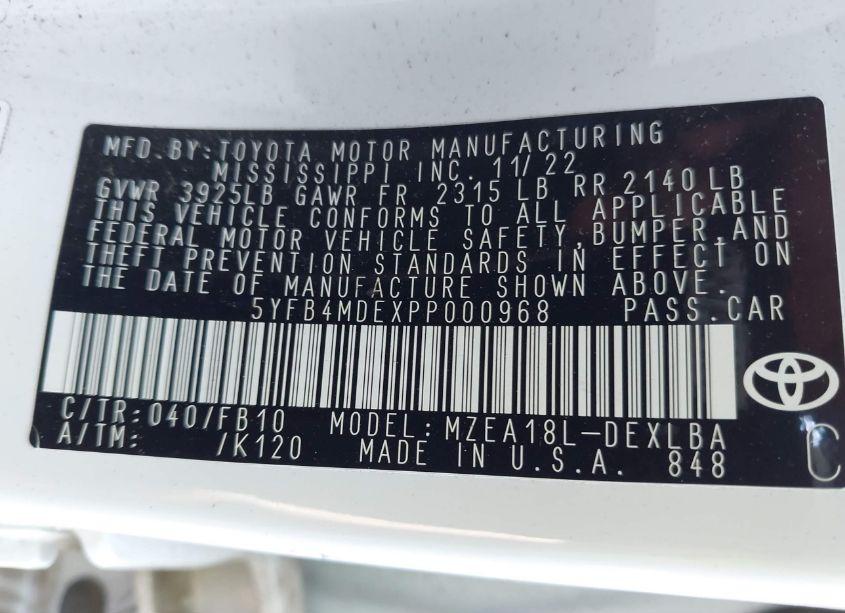 MFD.BY:TOYOTA MOTOR MANUFACTURING
MISSISSIPPI INC. 11/22
GVWR 3925LB GAWR FR 2315 LB RR 2140 LB
THIS VEHICLE CONFORMS TO ALL APPLICABLE
FEDERAL MOTOR VEHICLE SAFETY,BUMPER,AND
THEFT PREVENTION STANDARDS IN EFFECT ON
THE DATE OF MANUFACTURE SHOWN ABOVE.
5YFB4MDEXPP000968 PASS.CAR
C/TR:040/FB10 MODEL:MZEA18L-DEXLBA
A/TM: /K120 MADE IN U.S.A. 848 C